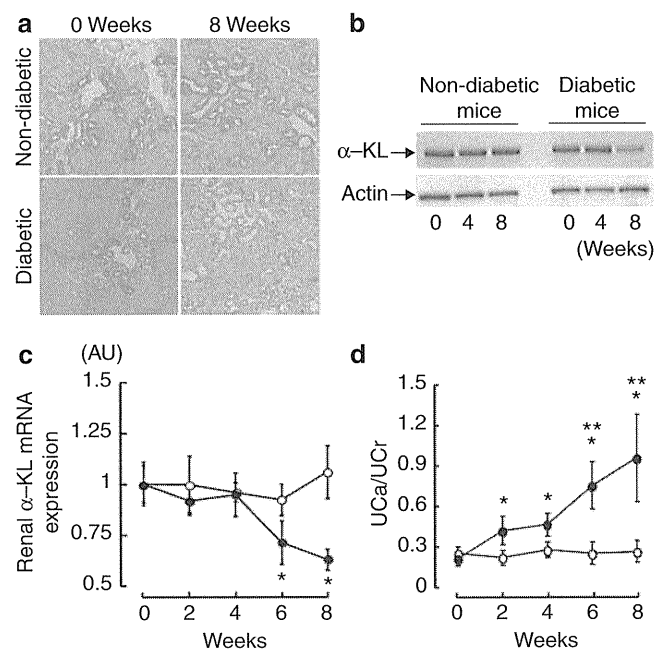 a
0 Weeks
8 Weeks
Non-diabetic
Diabetic
b
Non-diabetic mice
Diabetic mice
α–KL
Actin
0 4 8
0 4 8
(Weeks)
c
(AU)
Renal α–KL mRNA expression
1.5
1.25
1
0.75
0.5
*
*
0 2 4 6 8
Weeks
d
UCa/UCr
1.5
1.2
0.9
0.6
0.3
0
*
*
**
*
**
*
0 2 4 6 8
Weeks